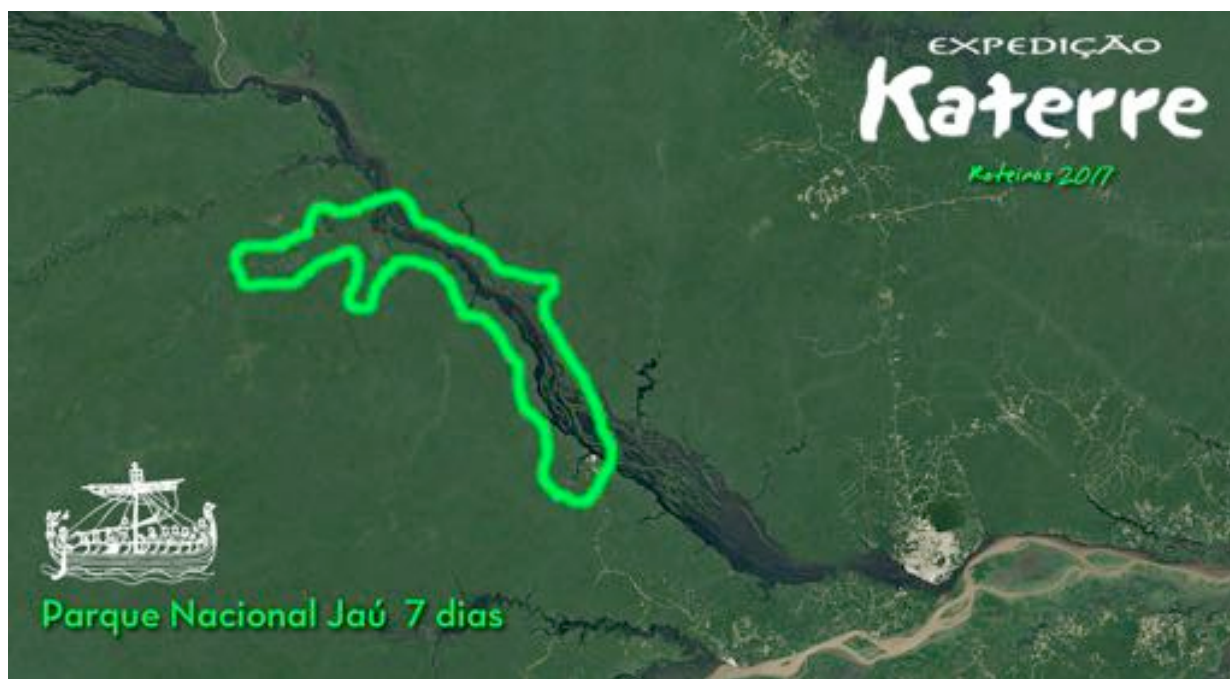 EXPEDIÇÃO
Katerre
Roteiros 2017
Parque Nacional Jaú 7 dias